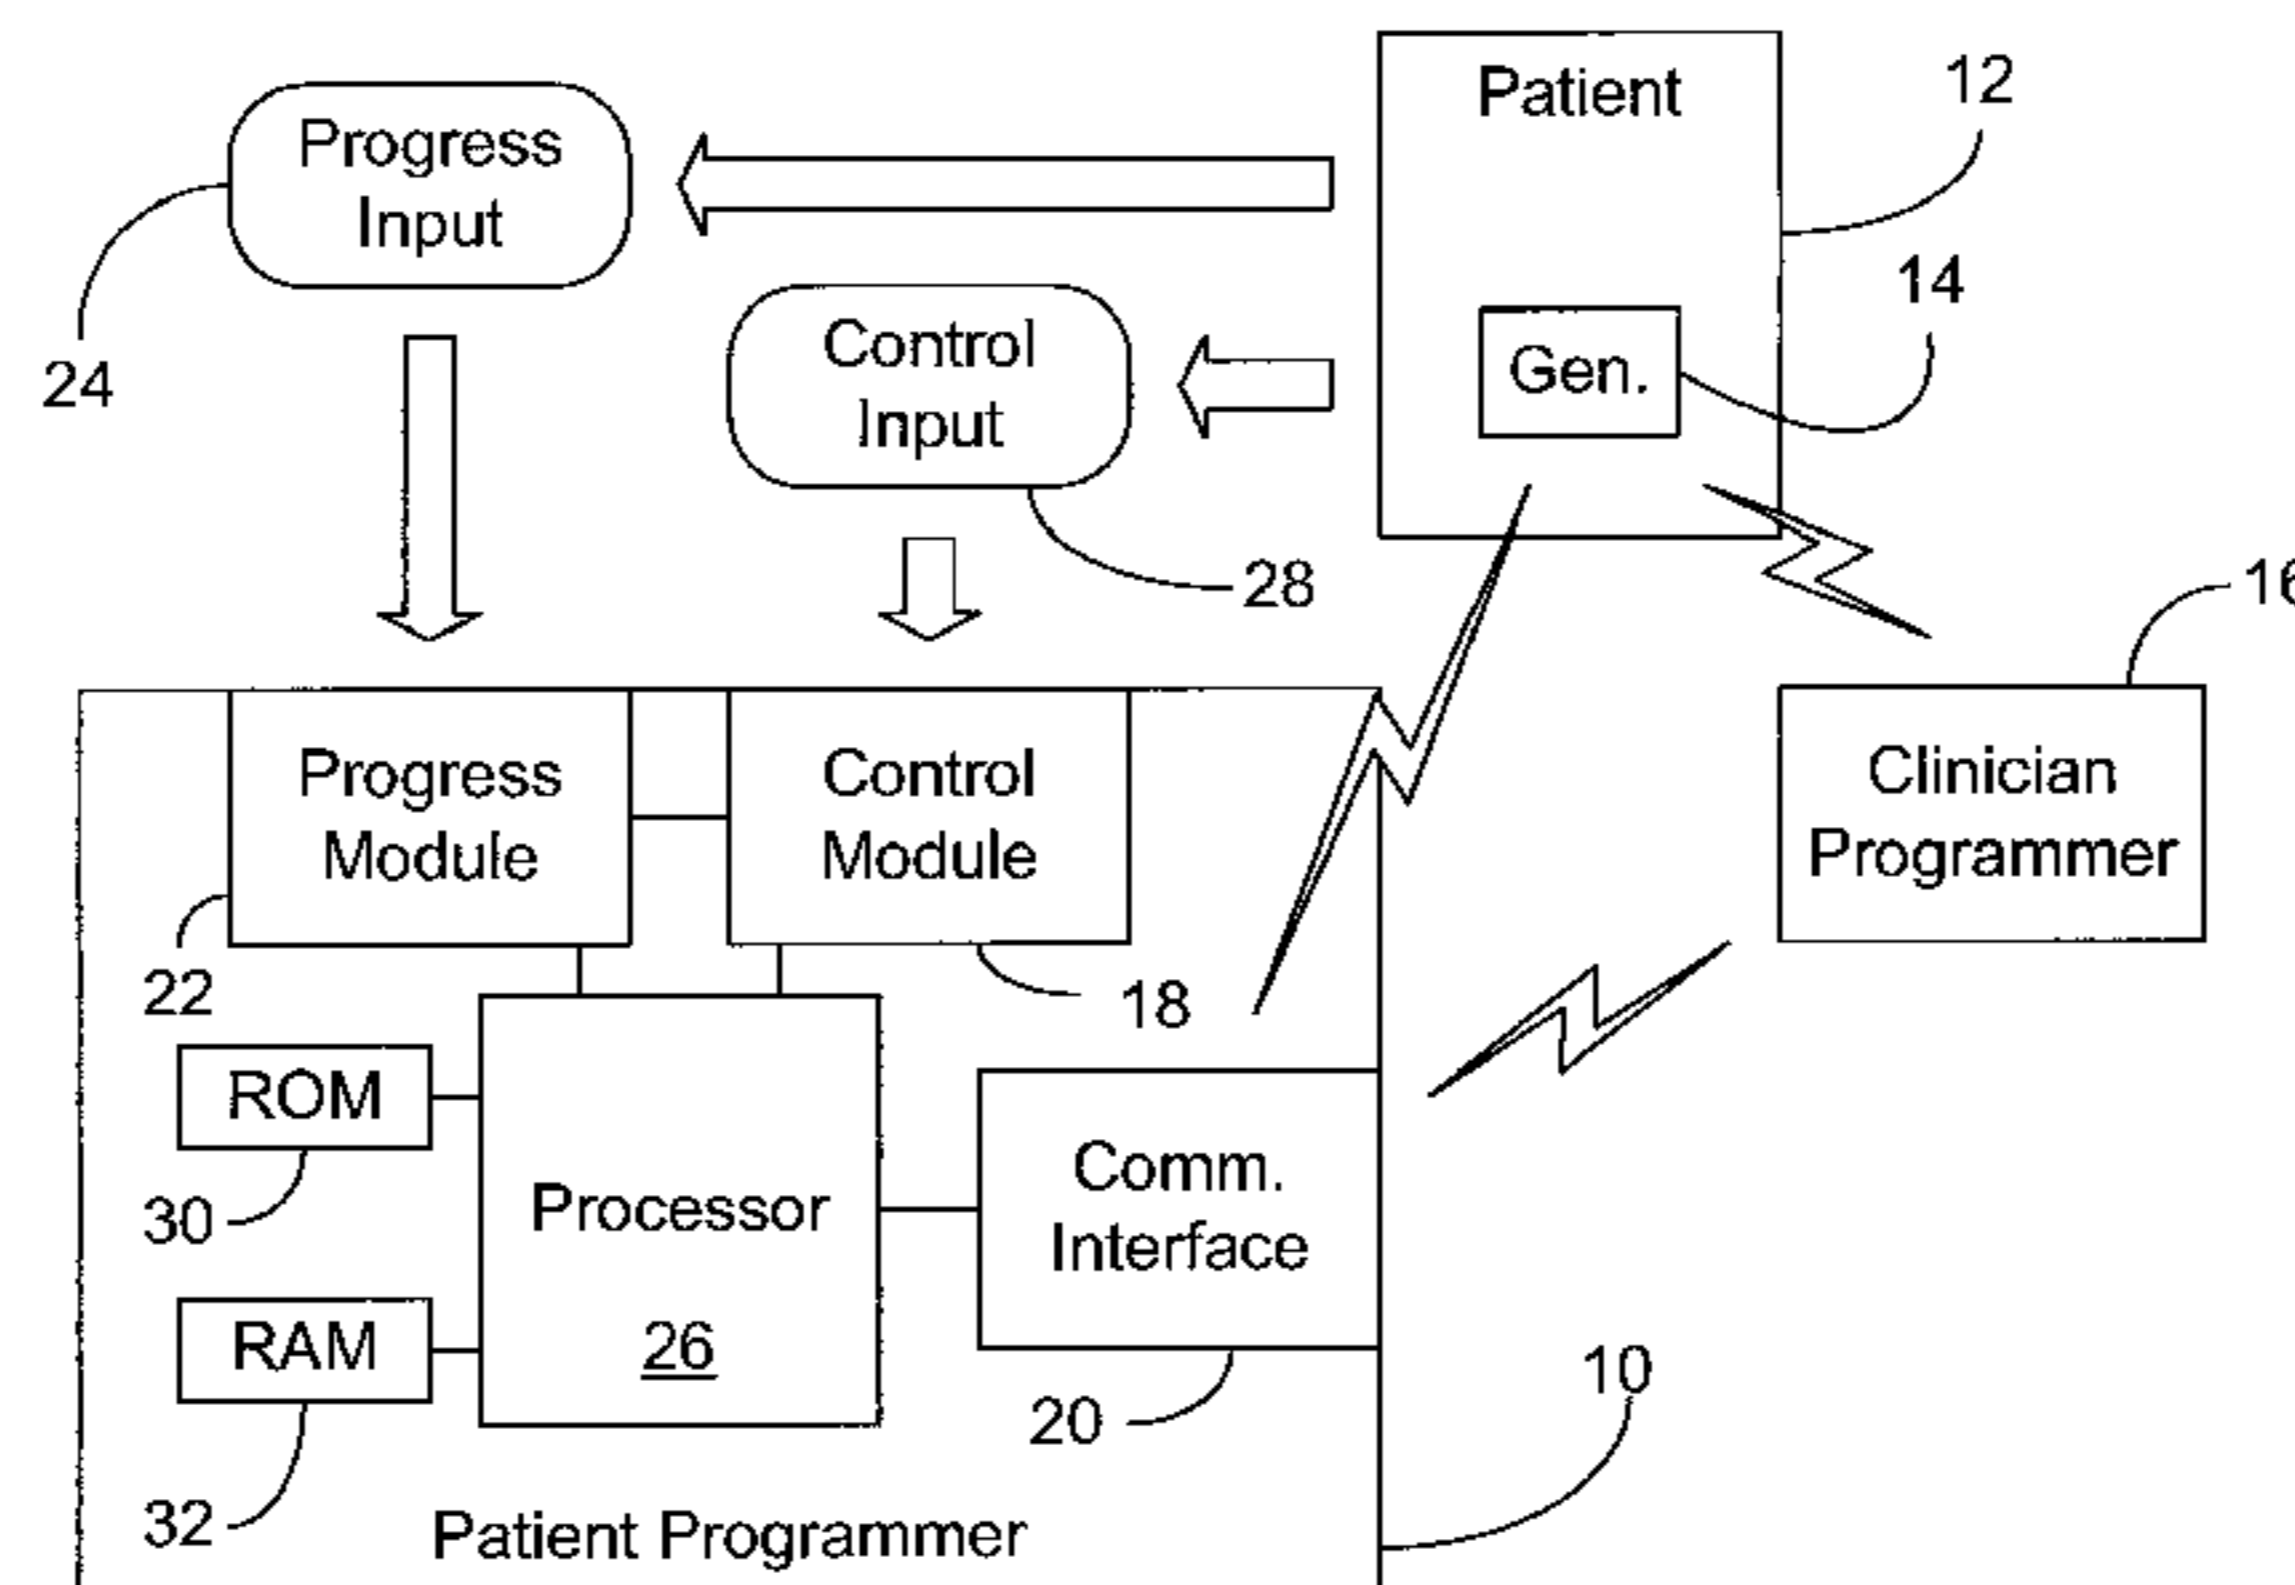 Patient
12
Progress
Input
14
Control
Input
Gen.
24
28
Progress
Module
Control
Module
Clinician
Programmer
22
18
ROM
30
Processor
26
Comm.
Interface
RAM
20
10
32
Patient Programmer